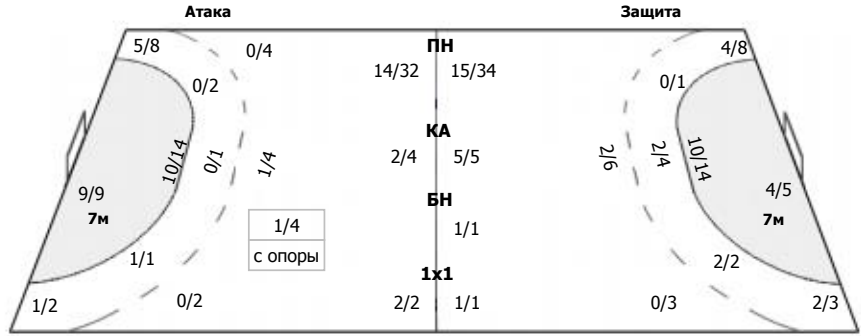 Атака Защита
5/8 0/4 ПН 4/8
0/2 14/32 15/34 0/1
КА
10/14 0/1 1/4 2/4 5/5 2/6 2/4 10/14
9/9 4/5
7м БН 7м
1/4 1/1
с опоры
1/1 2/2
1x1
1/2 0/2 2/2 1/1 0/3 2/3